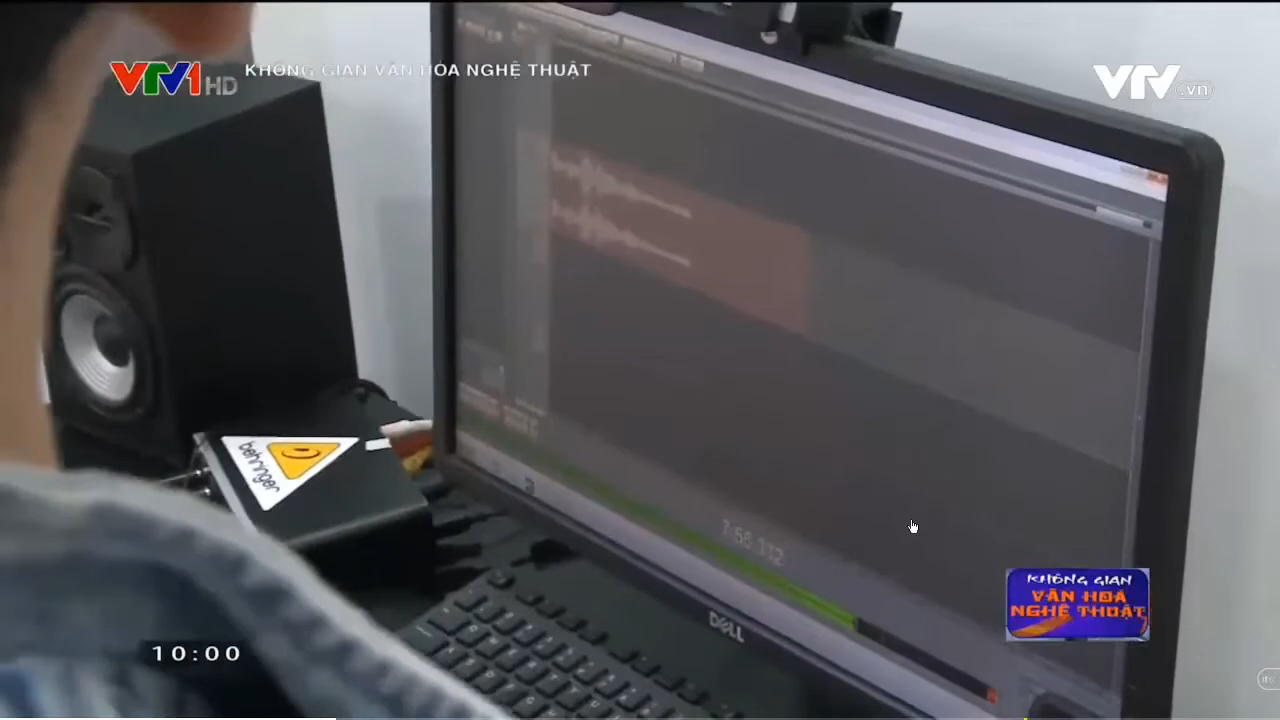 VTV1 HD
KHÔNG GIAN VĂN HÓA NGHỆ THUẬT
VTV.vn
behringer
7:56.112
DELL
KHÔNG GIAN
VĂN HOÁ
NGHỆ THUẬT
10:00